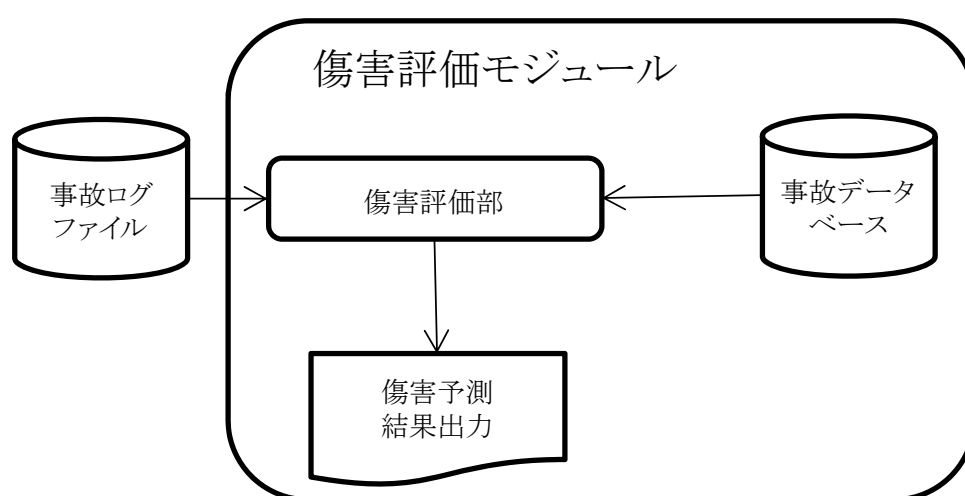 傷害評価モジュール
事故ログ
ファイル
傷害評価部
事故データ
ベース
傷害予測
結果出力